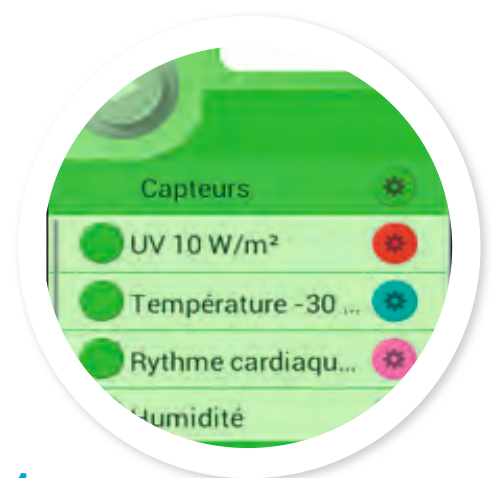 Capteurs
UV 10 W/m²
Température -30 ...
Rythme cardiaqu...
Humidité